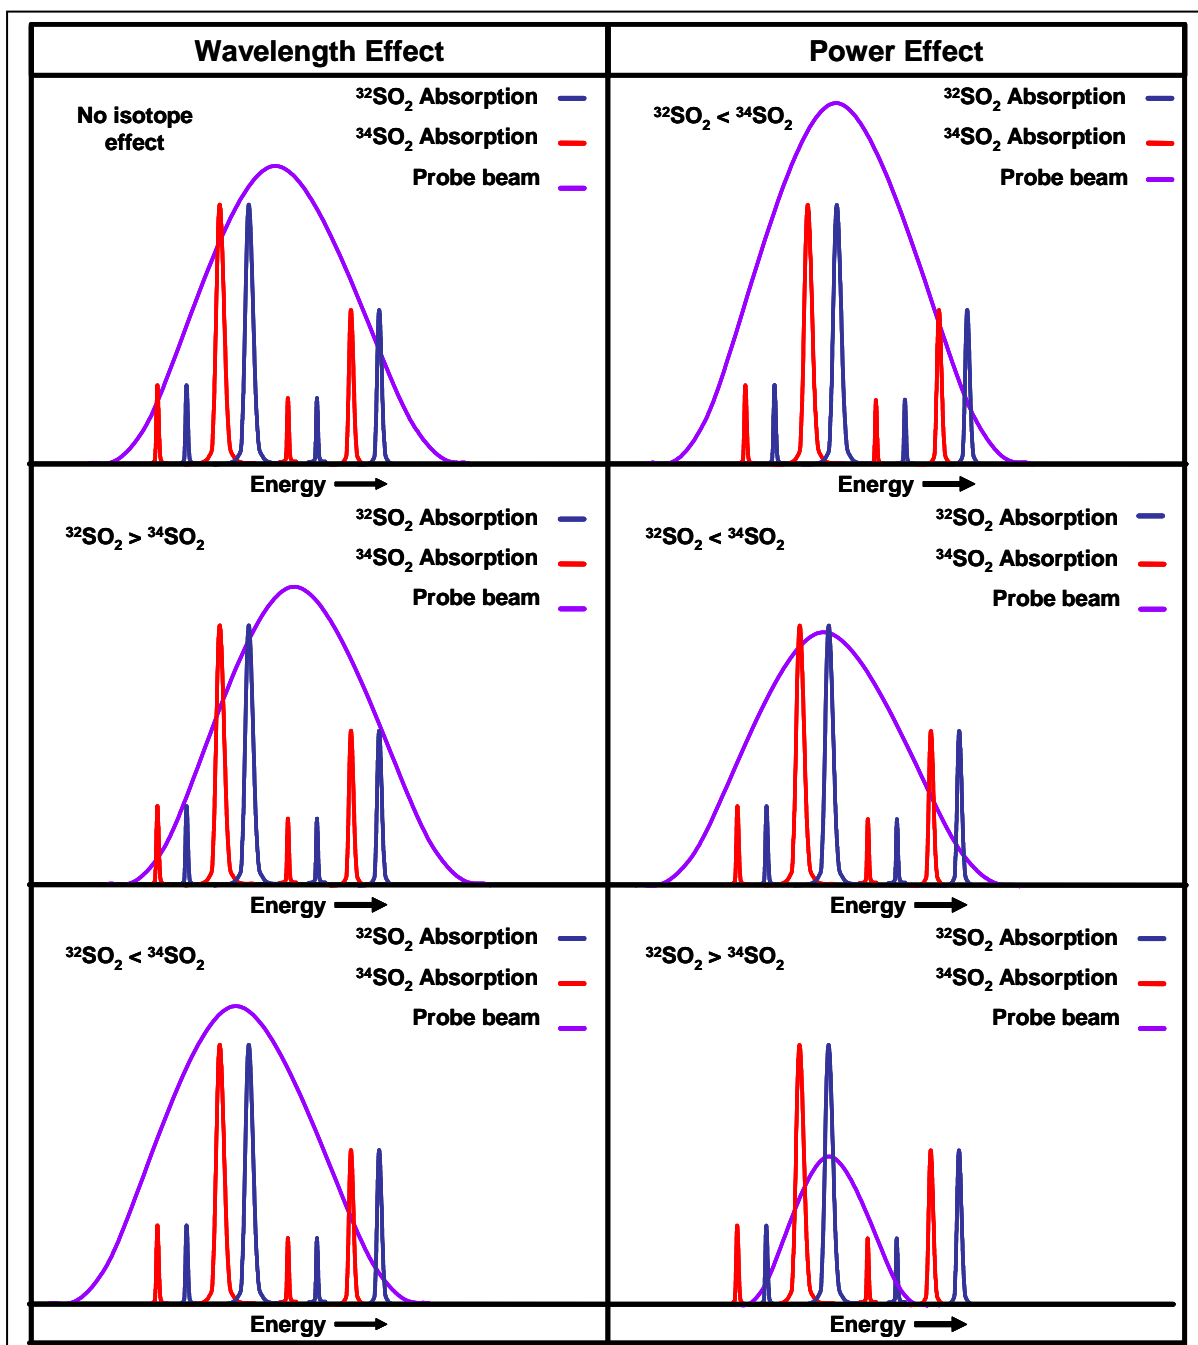 Wavelength Effect
Power Effect
No isotope
effect
³²SO₂ Absorption
³⁴SO₂ Absorption
Probe beam
Energy
³²SO₂ < ³⁴SO₂
³²SO₂ Absorption
³⁴SO₂ Absorption
Probe beam
Energy
³²SO₂ > ³⁴SO₂
³²SO₂ Absorption
³⁴SO₂ Absorption
Probe beam
Energy
³²SO₂ < ³⁴SO₂
³²SO₂ Absorption
³⁴SO₂ Absorption
Probe beam
Energy
³²SO₂ < ³⁴SO₂
³²SO₂ Absorption
³⁴SO₂ Absorption
Probe beam
Energy
³²SO₂ > ³⁴SO₂
³²SO₂ Absorption
³⁴SO₂ Absorption
Probe beam
Energy